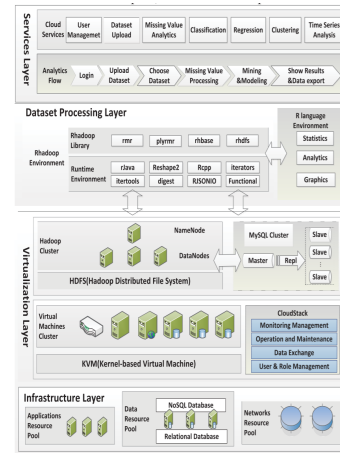 Services Layer
Cloud Services
User Managemet
Dataset Upload
Missing Value Analytics
Classification
Regression
Clustering
Time Series Analysis
Analytics Flow
Login
Upload Dataset
Choose Dataset
Missing Value Processing
Mining &Modeling
Show Results &Data export
Dataset Processing Layer
R language Environment
Statistics
Analytics
Graphics
Rhadoop Environment
Rhadoop Library
rmr
plyrmr
rhbase
rhdfs
Runtime Environment
rJava
Reshape2
Rcpp
iterators
itertools
digest
RJSONIO
Functional
Virtualization Layer
Hadoop Cluster
NameNode
DataNodes
HDFS(Hadoop Distributed File System)
MySQL Cluster
Master
Repl
Slave
Slave
Slave
Virtual Machines Cluster
KVM(Kernel-based Virtual Machine)
CloudStack
Monitoring Management
Operation and Maintenance
Data Exchange
User & Role Management
Infrastructure Layer
Applications Resource Pool
Data Resource Pool
NoSQL Database
Relational Database
Networks Resource Pool